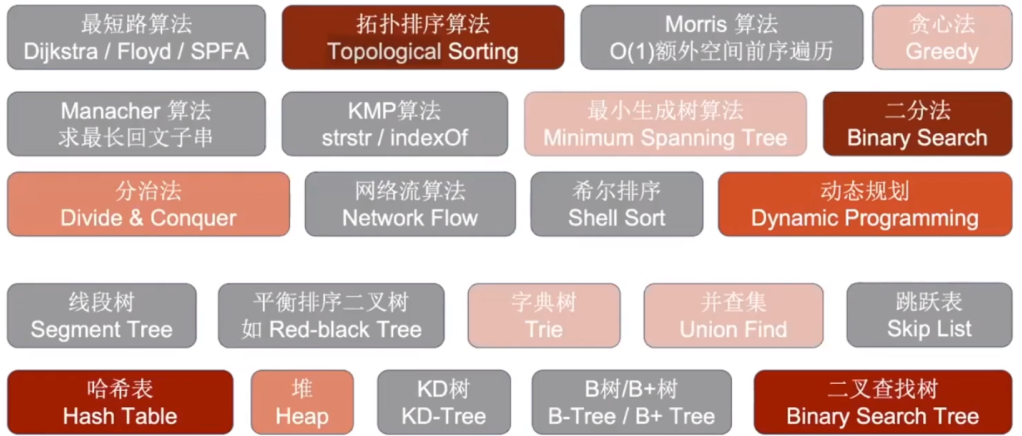 最短路算法
Dijkstra / Floyd / SPFA
拓扑排序算法
Topological Sorting
Morris 算法
O(1)额外空间前序遍历
贪心法
Greedy
Manacher 算法
求最长回文子串
KMP算法
strstr / indexOf
最小生成树算法
Minimum Spanning Tree
二分法
Binary Search
分治法
Divide & Conquer
网络流算法
Network Flow
希尔排序
Shell Sort
动态规划
Dynamic Programming
线段树
Segment Tree
平衡排序二叉树
如 Red-black Tree
字典树
Trie
并查集
Union Find
跳跃表
Skip List
哈希表
Hash Table
堆
Heap
KD树
KD-Tree
B树/B+树
B-Tree / B+ Tree
二叉查找树
Binary Search Tree